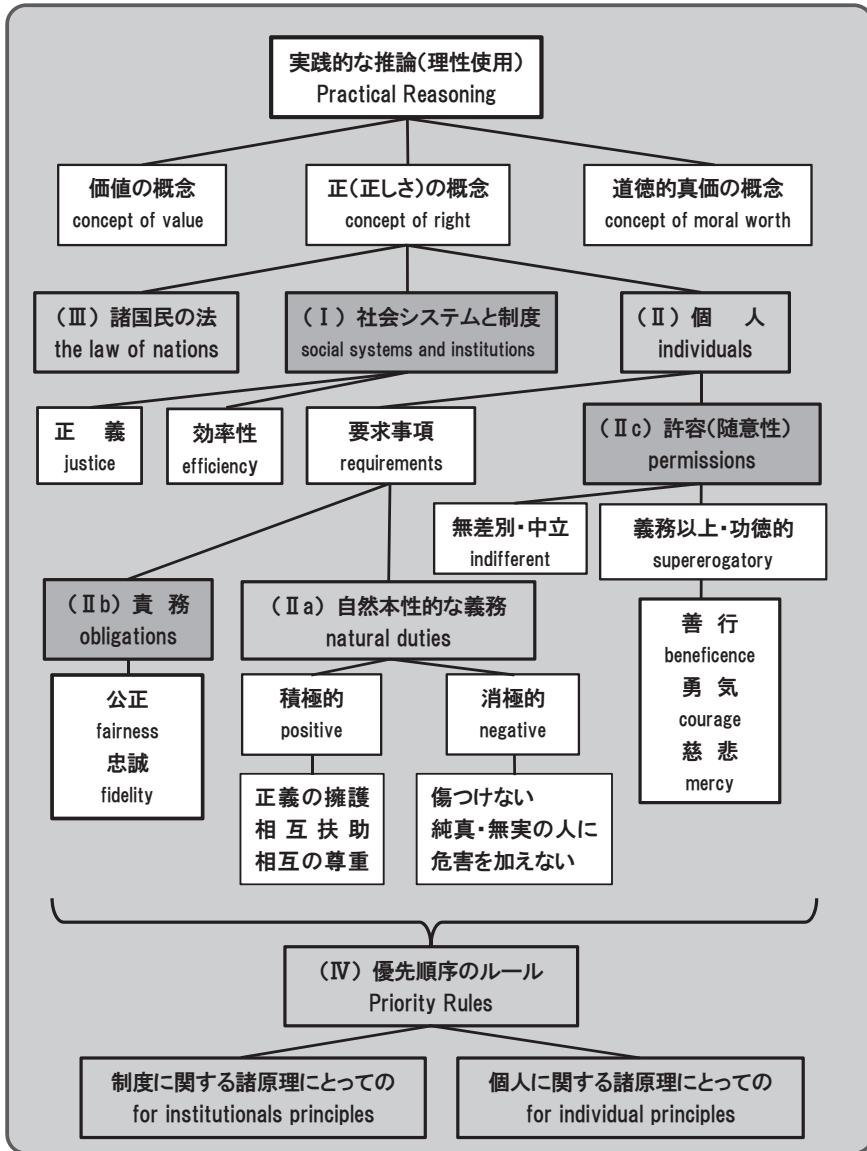 実践的な推論(理性使用)
Practical Reasoning
価値の概念
concept of value
正(正しさ)の概念
concept of right
道徳的真価の概念
concept of moral worth
(Ⅲ) 諸国民の法
the law of nations
(Ⅰ) 社会システムと制度
social systems and institutions
(Ⅱ) 個 人
individuals
正 義
justice
効率性
efficiency
要求事項
requirements
(Ⅱc) 許容(随意性)
permissions
無差別・中立
indifferent
義務以上・功徳的
supererogatory
(Ⅱb) 責 務
obligations
(Ⅱa) 自然本性的な義務
natural duties
善 行
beneficence
勇 気
courage
慈 悲
mercy
公正
fairness
忠誠
fidelity
積極的
positive
消極的
negative
正義の擁護
相互扶助
相互の尊重
傷つけない
純真・無実の人に
危害を加えない
(Ⅳ) 優先順序のルール
Priority Rules
制度に関する諸原理にとっての
for institutionals principles
個人に関する諸原理にとっての
for individual principles